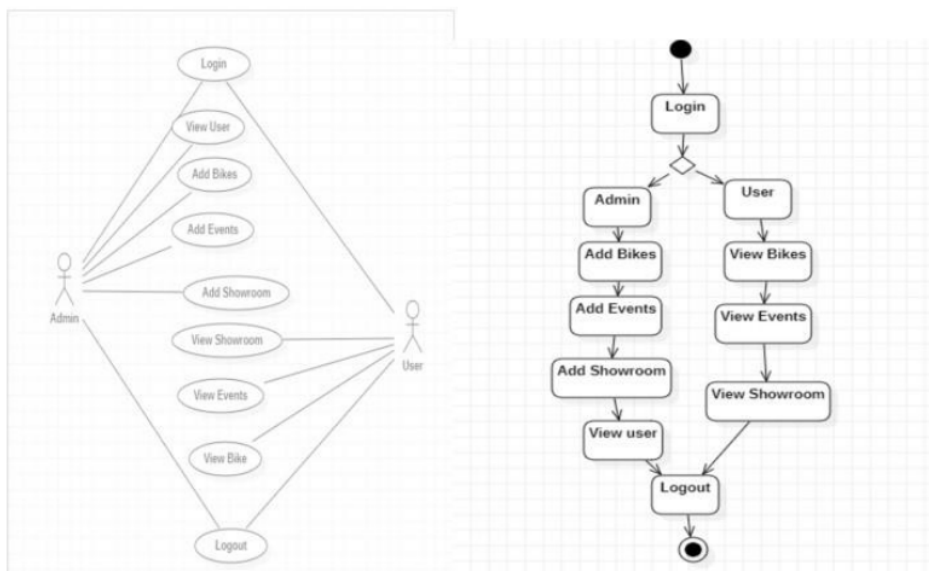 Login
View User
Add Bikes
Add Events
Admin
Add Showroom
View Showroom
User
View Events
View Bike
Logout
Login
Admin
User
Add Bikes
View Bikes
Add Events
View Events
Add Showroom
View Showroom
View user
Logout